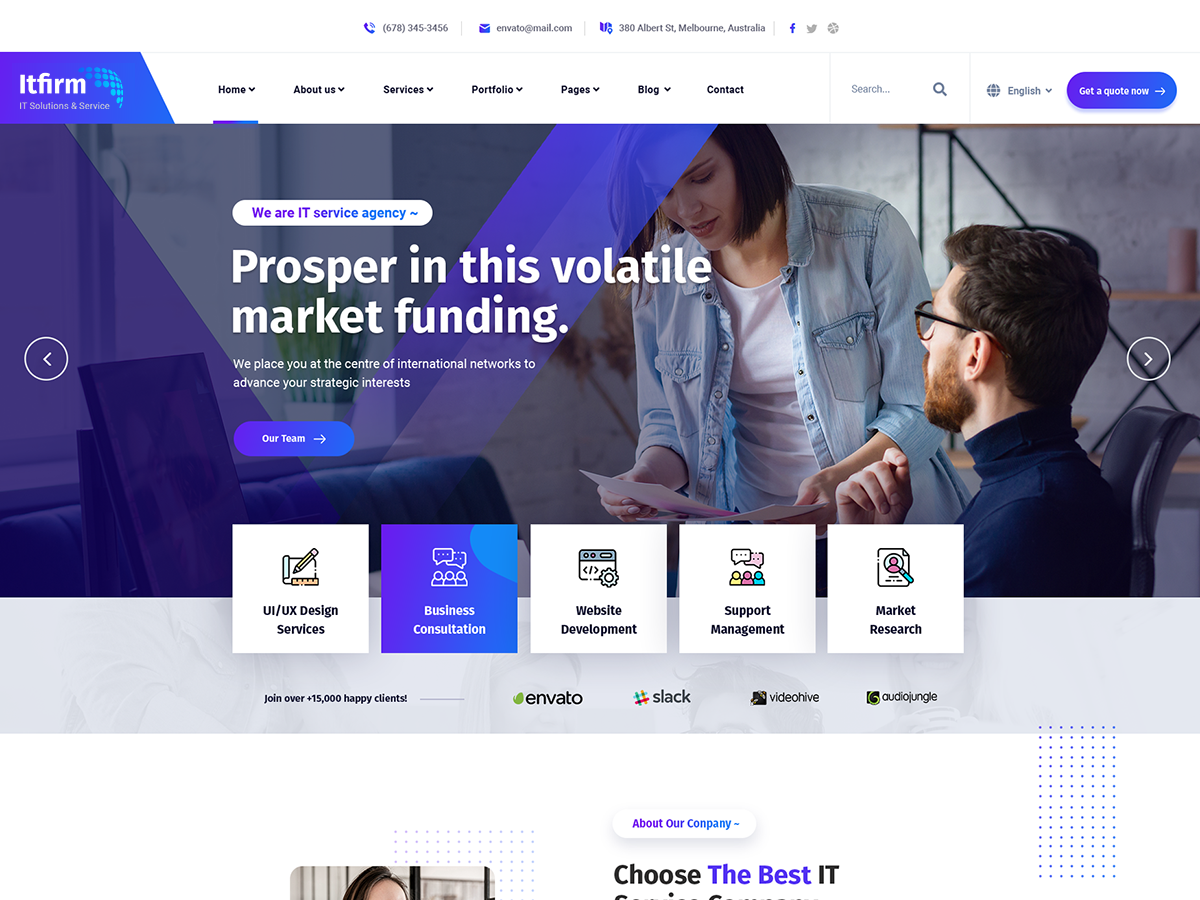 (678) 345-3456
envato@mail.com
380 Albert St, Melbourne, Australia
Itfirm
IT Solutions & Service
Home
About us
Services
Portfolio
Pages
Blog
Contact
Search...
English
Get a quote now
We are IT service agency ~
Prosper in this volatile
market funding.
We place you at the centre of international networks to
advance your strategic interests
Our Team
UI/UX Design
Services
Business
Consultation
Website
Development
Support
Management
Market
Research
Join over +15,000 happy clients!
envato
slack
videohive
audiojungle
About Our Conpany ~
Choose The Best IT
Service Company